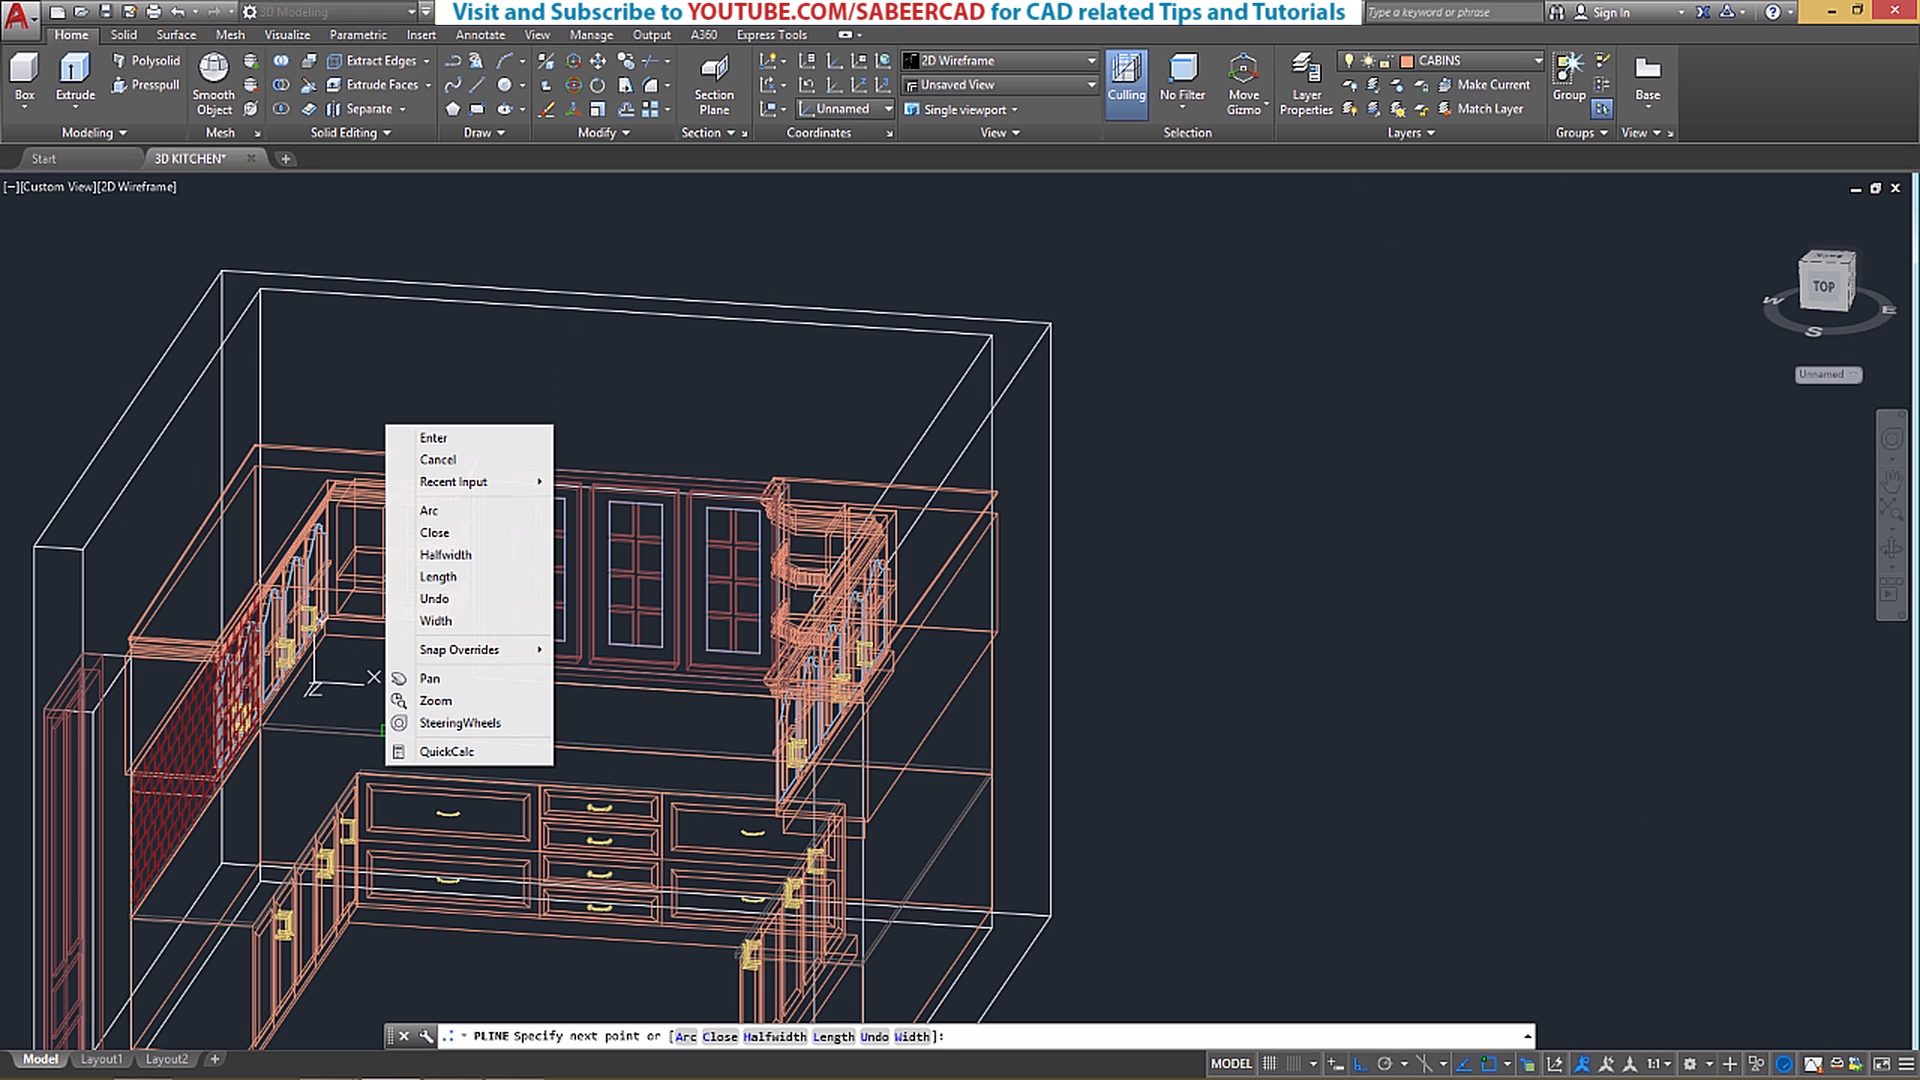 3D Modeling
Visit and Subscribe to YOUTUBE.COM/SABEERCAD for CAD related Tips and Tutorials
Type a keyword or phrase
Sign In
Home Solid Surface Mesh Visualize Parametric Insert Annotate View Manage Output A360 Express Tools
Box
Extrude
Polysolid
Presspull
Modeling
Smooth
Object
Mesh
Extract Edges
Extrude Faces
Separate
Solid Editing
Draw
Modify
Section
Plane
Section
Unnamed
Coordinates
2D Wireframe
Unsaved View
Single viewport
View
Culling
No Filter
Move
Gizmo
Selection
Layer
Properties
CABINS
Make Current
Match Layer
Layers
Group
Groups
Base
View
Start
3D KITCHEN*
[–][Custom View][2D Wireframe]
TOP
W
E
S
Unnamed
Enter
Cancel
Recent Input
Arc
Close
Halfwidth
Length
Undo
Width
Snap Overrides
Pan
Zoom
SteeringWheels
QuickCalc
X
Z
PLINE Specify next point or [Arc Close Halfwidth Length Undo Width]:
Model Layout1 Layout2 +
MODEL
1:1